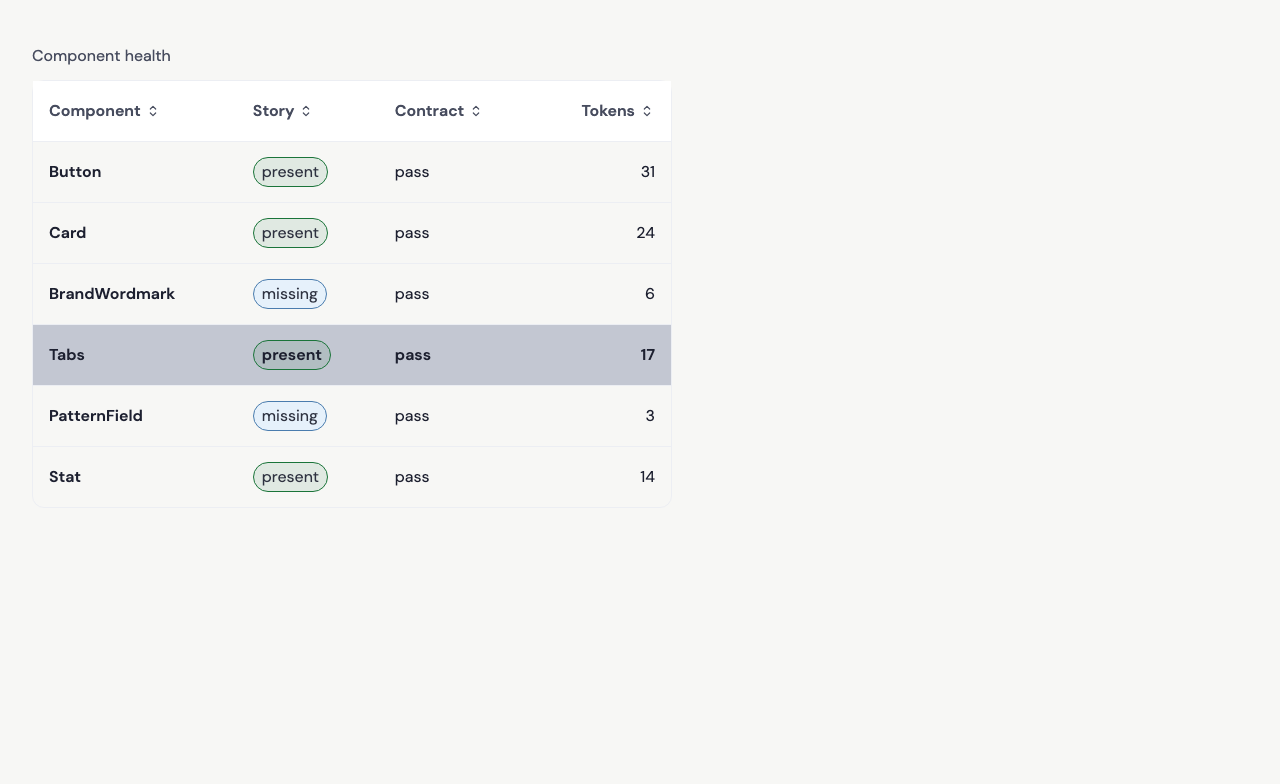 Component health
Component Story Contract Tokens
Button present pass 31
Card present pass 24
BrandWordmark missing pass 6
Tabs present pass 17
PatternField missing pass 3
Stat present pass 14